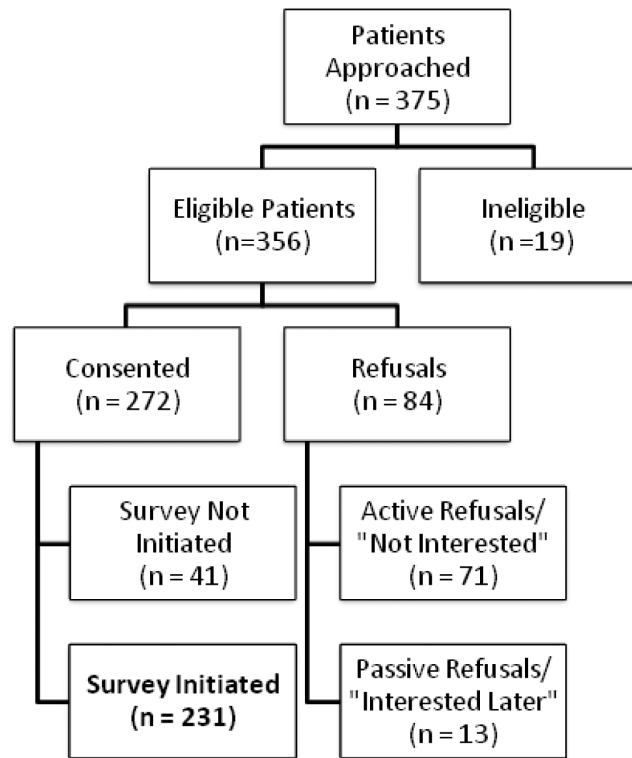 Patients
Approached
(n = 375)
Eligible Patients
(n=356)
Ineligible
(n =19)
Consented
(n = 272)
Refusals
(n = 84)
Survey Not
Initiated
(n = 41)
Active Refusals/
"Not Interested"
(n = 71)
Survey Initiated
(n = 231)
Passive Refusals/
"Interested Later"
(n = 13)